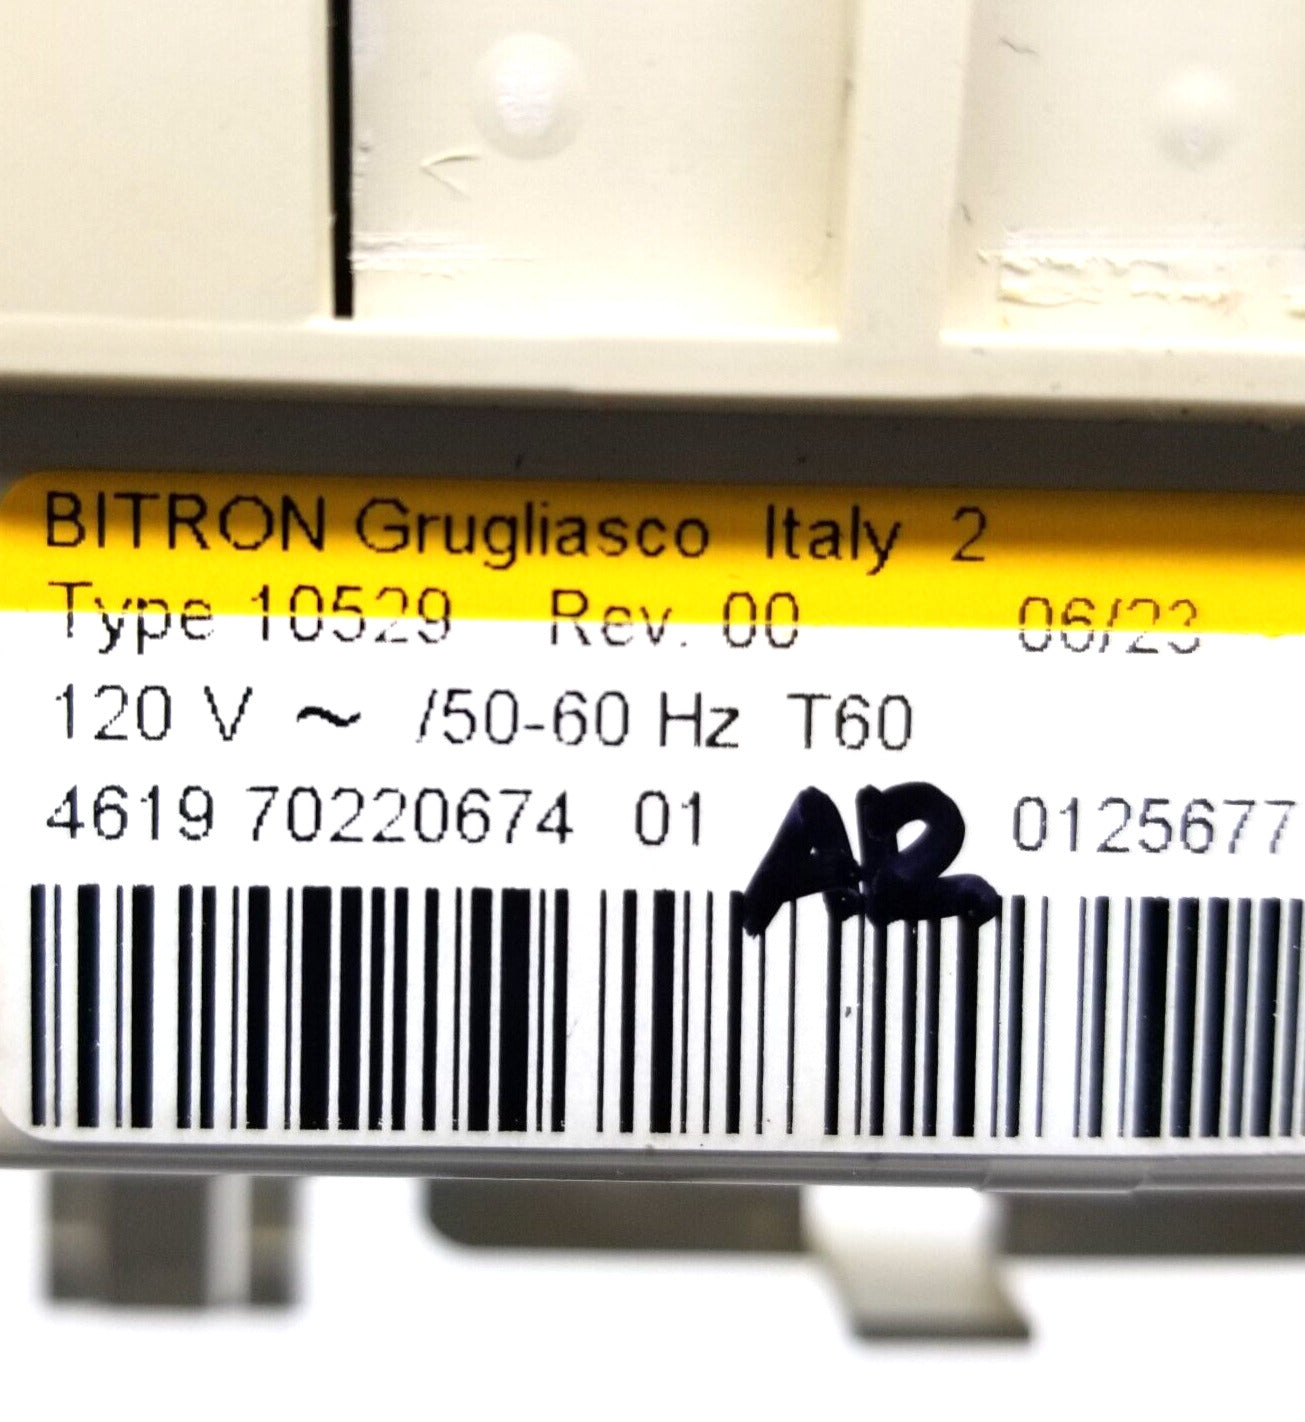 BITRON Grugliasco Italy 2
Type 10529 Rev. 00 06/23
120 V ~ /50-60 Hz T60
4619 70220674 01 AR 0125677